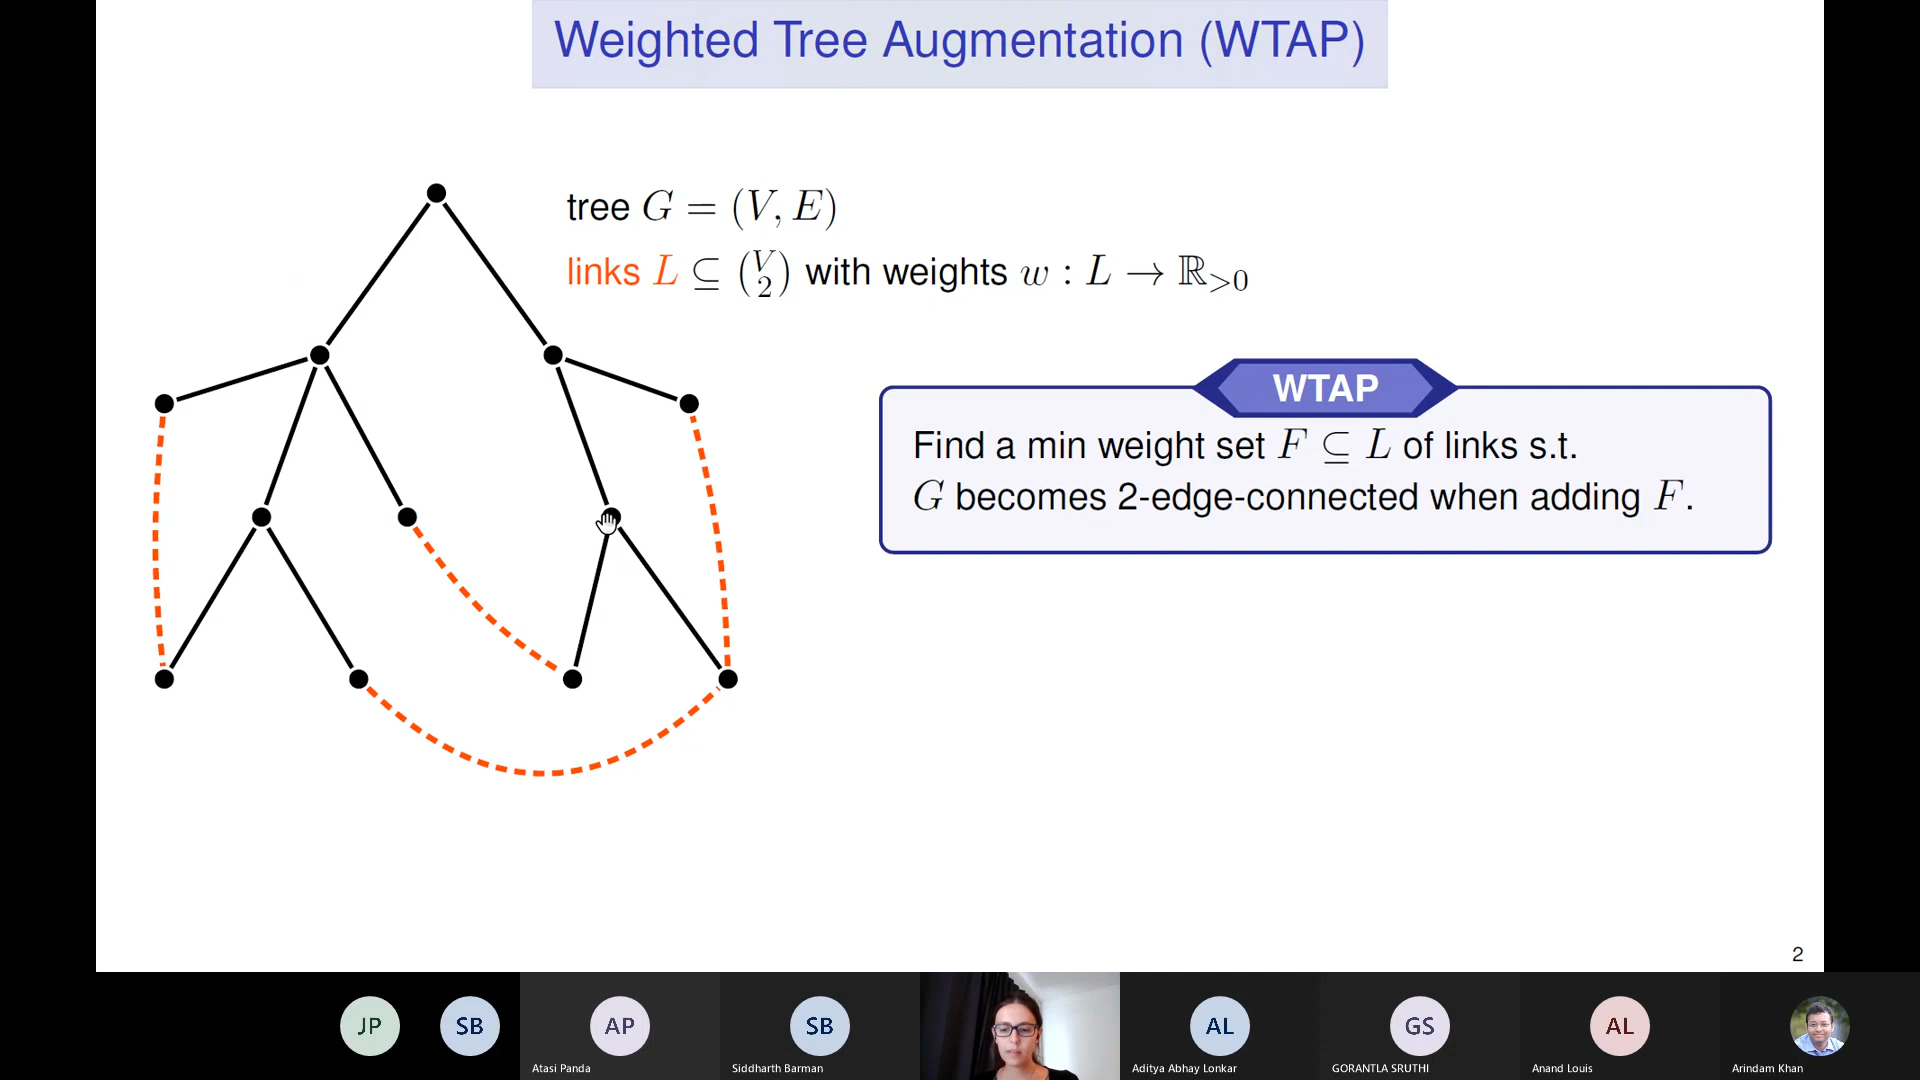 Weighted Tree Augmentation (WTAP)
tree G = (V, E)
links L ⊆ (V 2) with weights w : L → ℝ>0
WTAP
Find a min weight set F ⊆ L of links s.t.
G becomes 2-edge-connected when adding F.
2
JP
SB
AP
SB
AL
GS
AL
Atasi Panda
Siddharth Barman
Aditya Abhay Lonkar
GORANTLA SRUTHI
Anand Louis
Arindam Khan